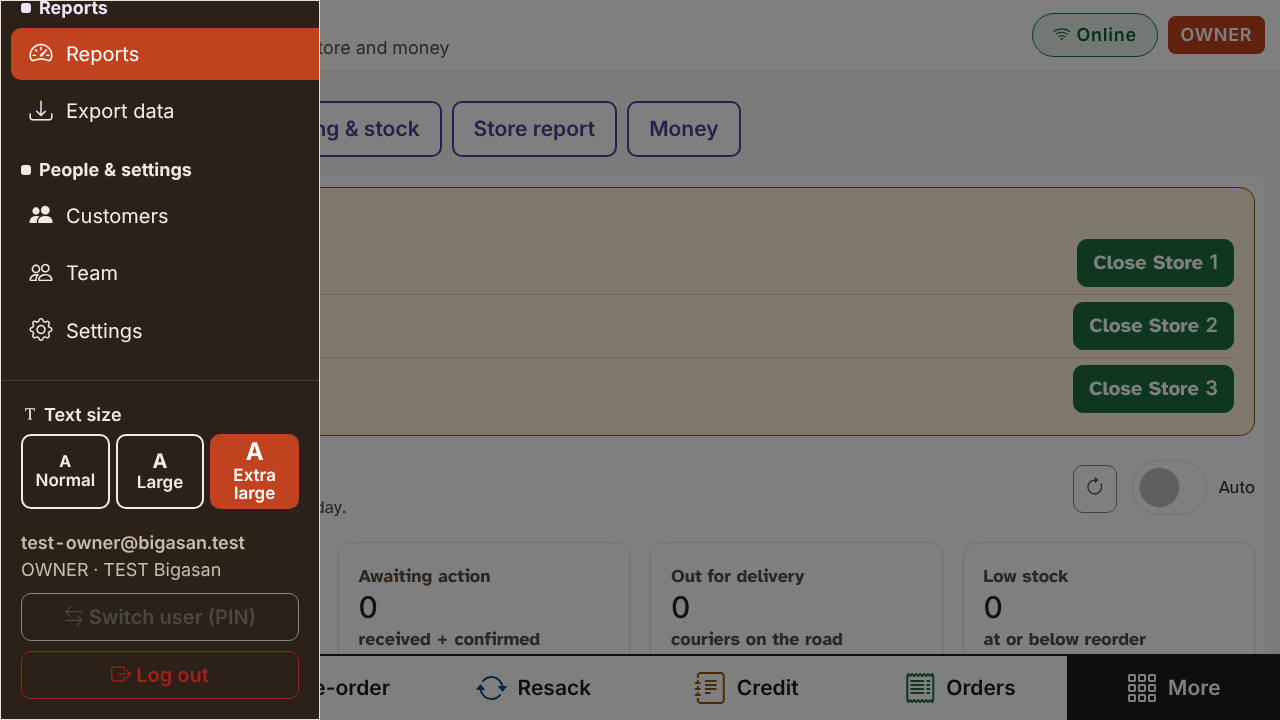 Reports
Reports
Export data
People & settings
Customers
Team
Settings
Text size
A
Normal
A
Large
A
Extra
large
test-owner@bigasan.test
OWNER · TEST Bigasan
Switch user (PIN)
Log out
tore and money
Online
OWNER
ng & stock
Store report
Money
Close Store 1
Close Store 2
Close Store 3
day.
Auto
Awaiting action
0
received + confirmed
Out for delivery
0
couriers on the road
Low stock
0
at or below reorder
e-order
Resack
Credit
Orders
More